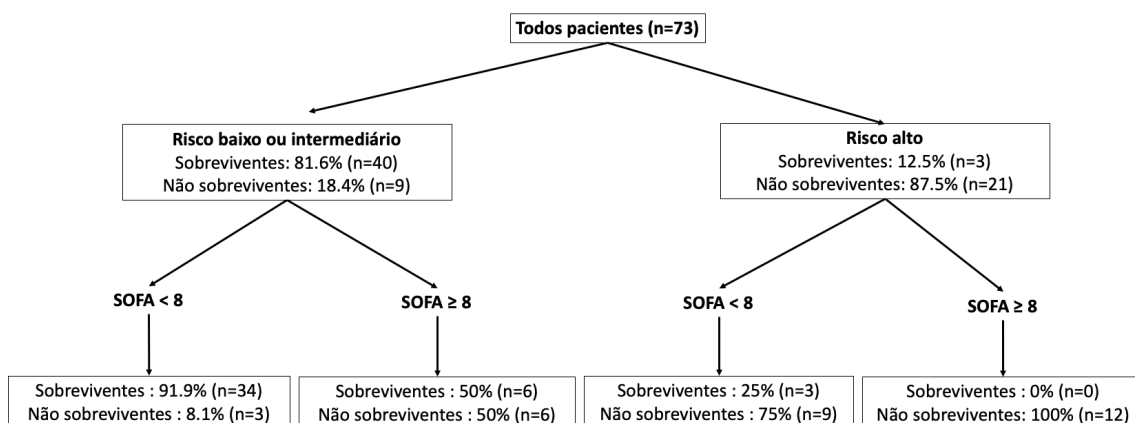 Todos pacientes (n=73)
Risco baixo ou intermediário
Sobreviventes: 81.6% (n=40)
Não sobreviventes: 18.4% (n=9)
Risco alto
Sobreviventes: 12.5% (n=3)
Não sobreviventes: 87.5% (n=21)
SOFA < 8
SOFA ≥ 8
SOFA < 8
SOFA ≥ 8
Sobreviventes : 91.9% (n=34)
Não sobreviventes : 8.1% (n=3)
Sobreviventes : 50% (n=6)
Não sobreviventes : 50% (n=6)
Sobreviventes : 25% (n=3)
Não sobreviventes : 75% (n=9)
Sobreviventes : 0% (n=0)
Não sobreviventes: 100% (n=12)